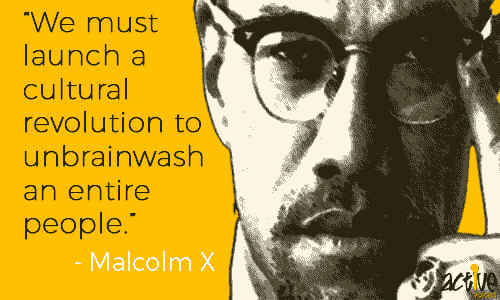 “We must
launch a
cultural
revolution to
unbrainwash
an entire
people.”
- Malcolm X
active